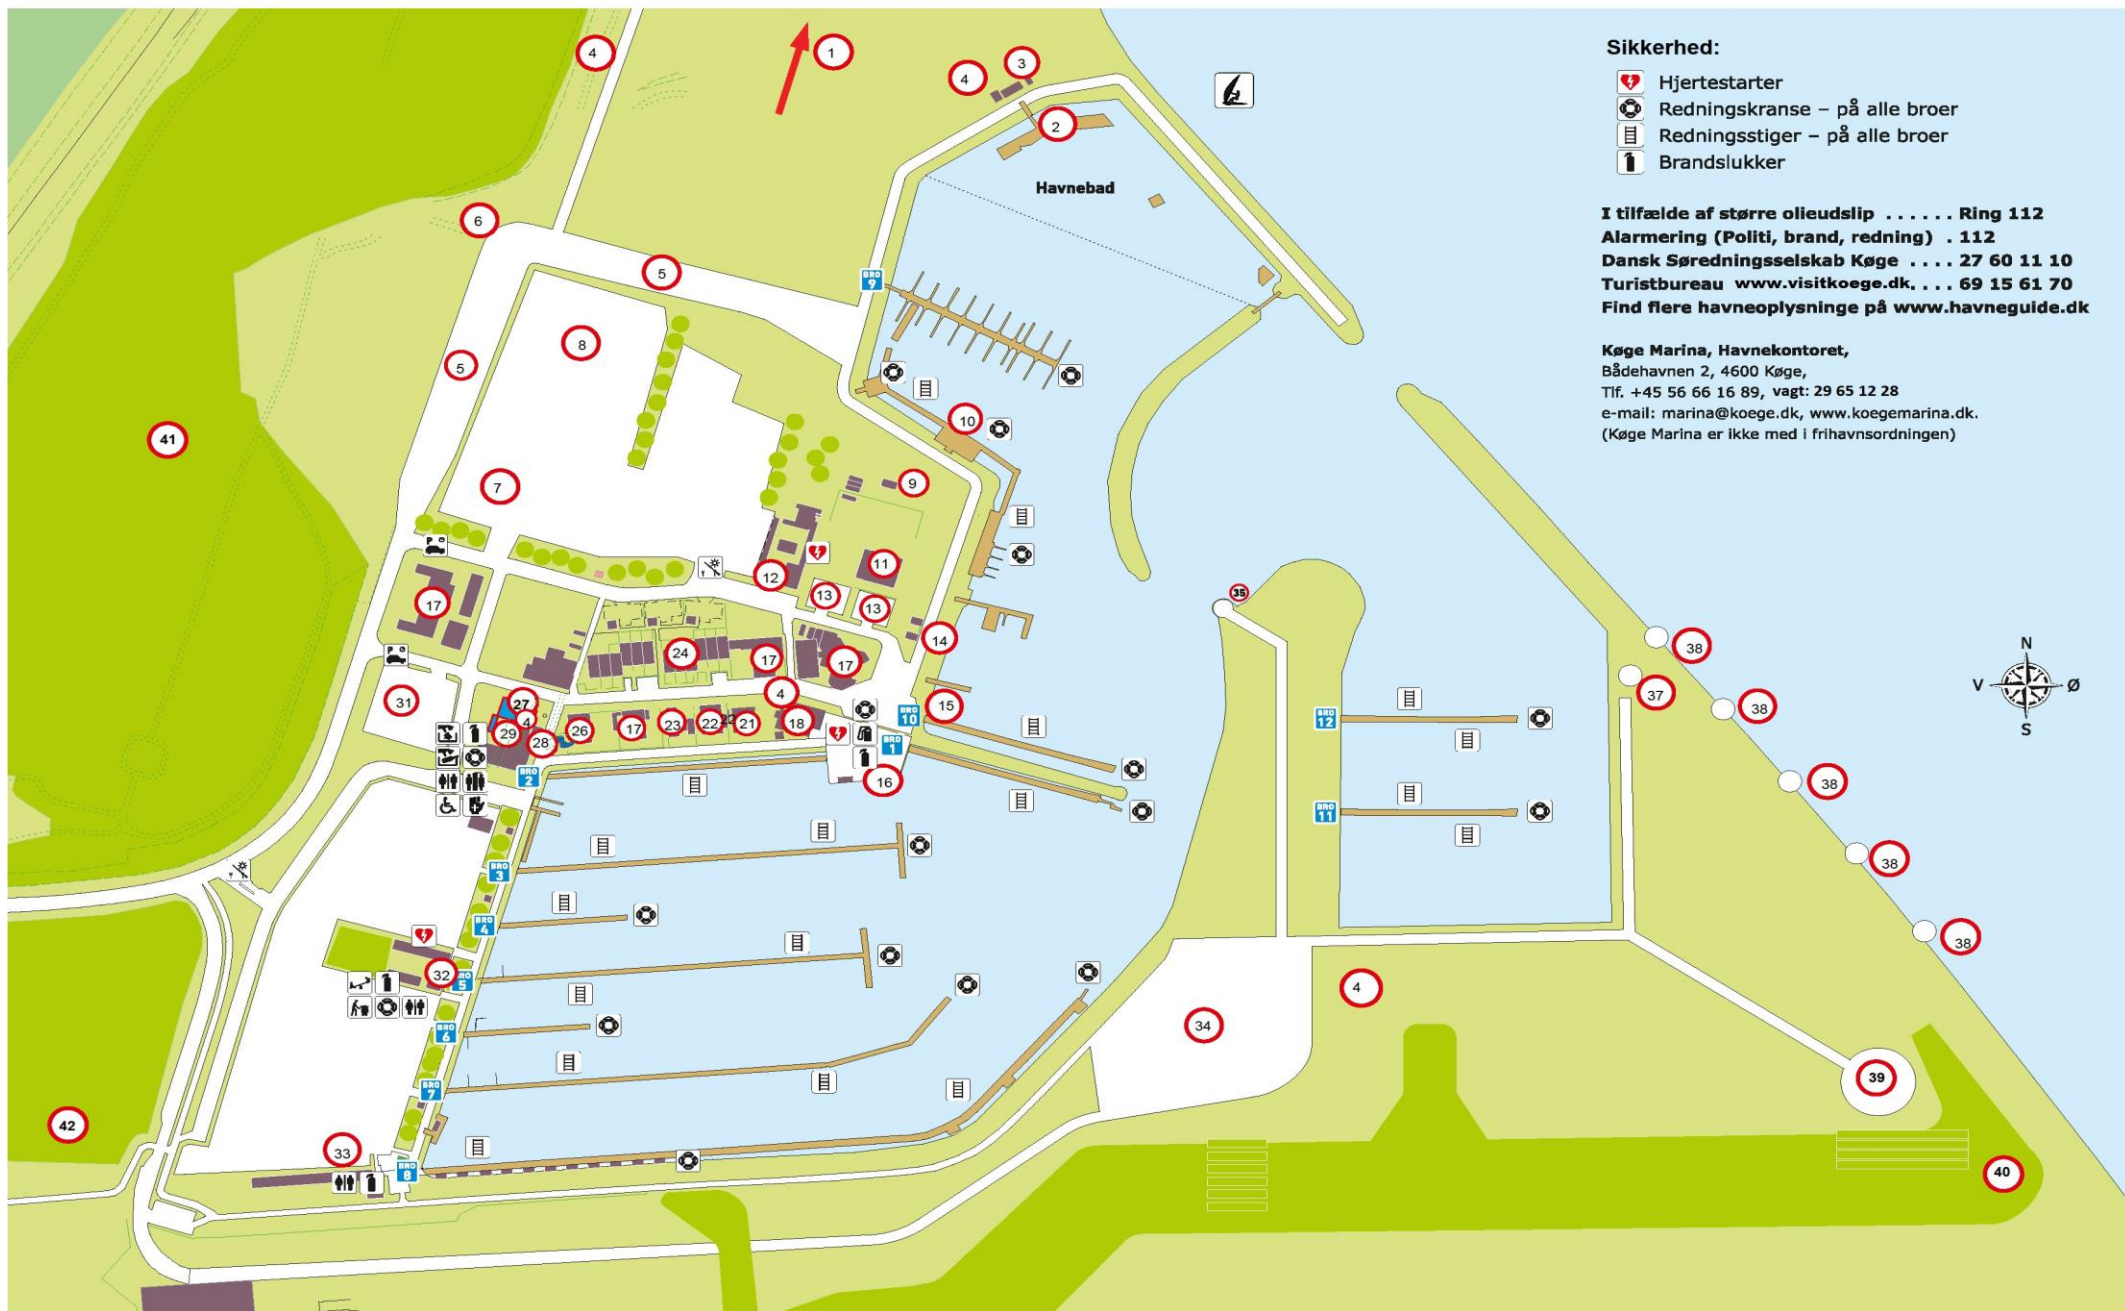 Sikkerhed:
Hjertestarter
Redningskranse – på alle broer
Redningsstiger – på alle broer
Brandslukker
I tilfælde af større olieudslip . . . . . . Ring 112
Alarmering (Politi, brand, redning) . 112
Dansk Søredningsselskab Køge . . . . 27 60 11 10
Turistbureau www.visitkoege.dk. . . . 69 15 61 70
Find flere havneoplysninge på www.havneguide.dk
Køge Marina, Havnekontoret,
Bådehavnen 2, 4600 Køge,
Tlf. +45 56 66 16 89, vagt: 29 65 12 28
e-mail: marina@koege.dk, www.koegemarina.dk.
(Køge Marina er ikke med i frihavnsordningen)
N
V
Ø
S
4
1
4
3
2
Havnebad
6
5
BRO 9
8
5
10
41
7
9
P
12
11
13
13
17
14
35
24
17
17
38
P
37
4
31
27
4
29
28
26
17
23
22
22
21
18
BRO 10
15
38
BRO 12
BRO 1
BRO 2
16
38
BRO 11
BRO 3
38
BRO 4
38
32
BRO 5
4
34
BRO 6
BRO 7
39
42
33
BRO 8
40